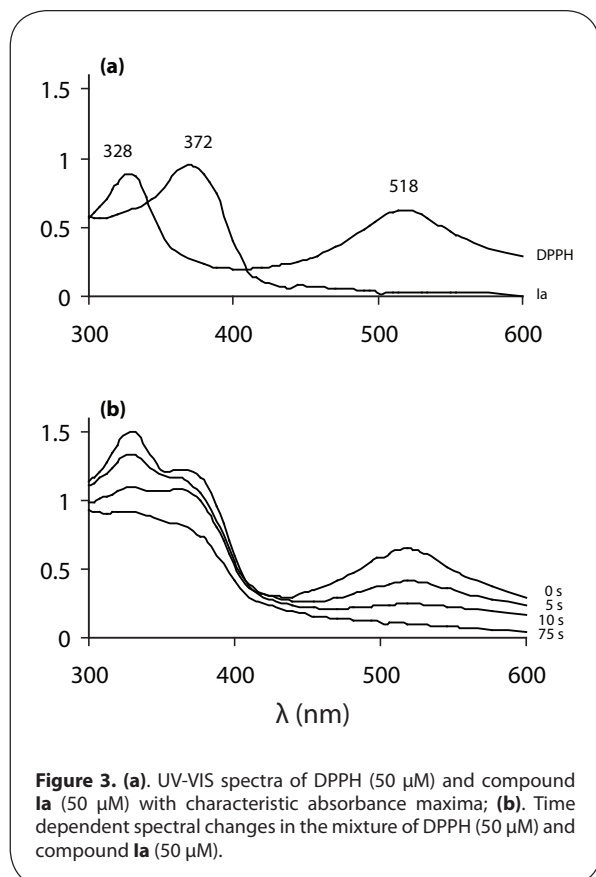 (a)
1.5
1
0.5
0
328
372
518
DPPH
Ia
300
400
500
600
(b)
1.5
1
0.5
0
0 s
5 s
10 s
75 s
300
400
500
600
λ (nm)
Figure 3. (a). UV-VIS spectra of DPPH (50 µM) and compound
Ia (50 µM) with characteristic absorbance maxima; (b). Time
dependent spectral changes in the mixture of DPPH (50 µM) and
compound Ia (50 µM).